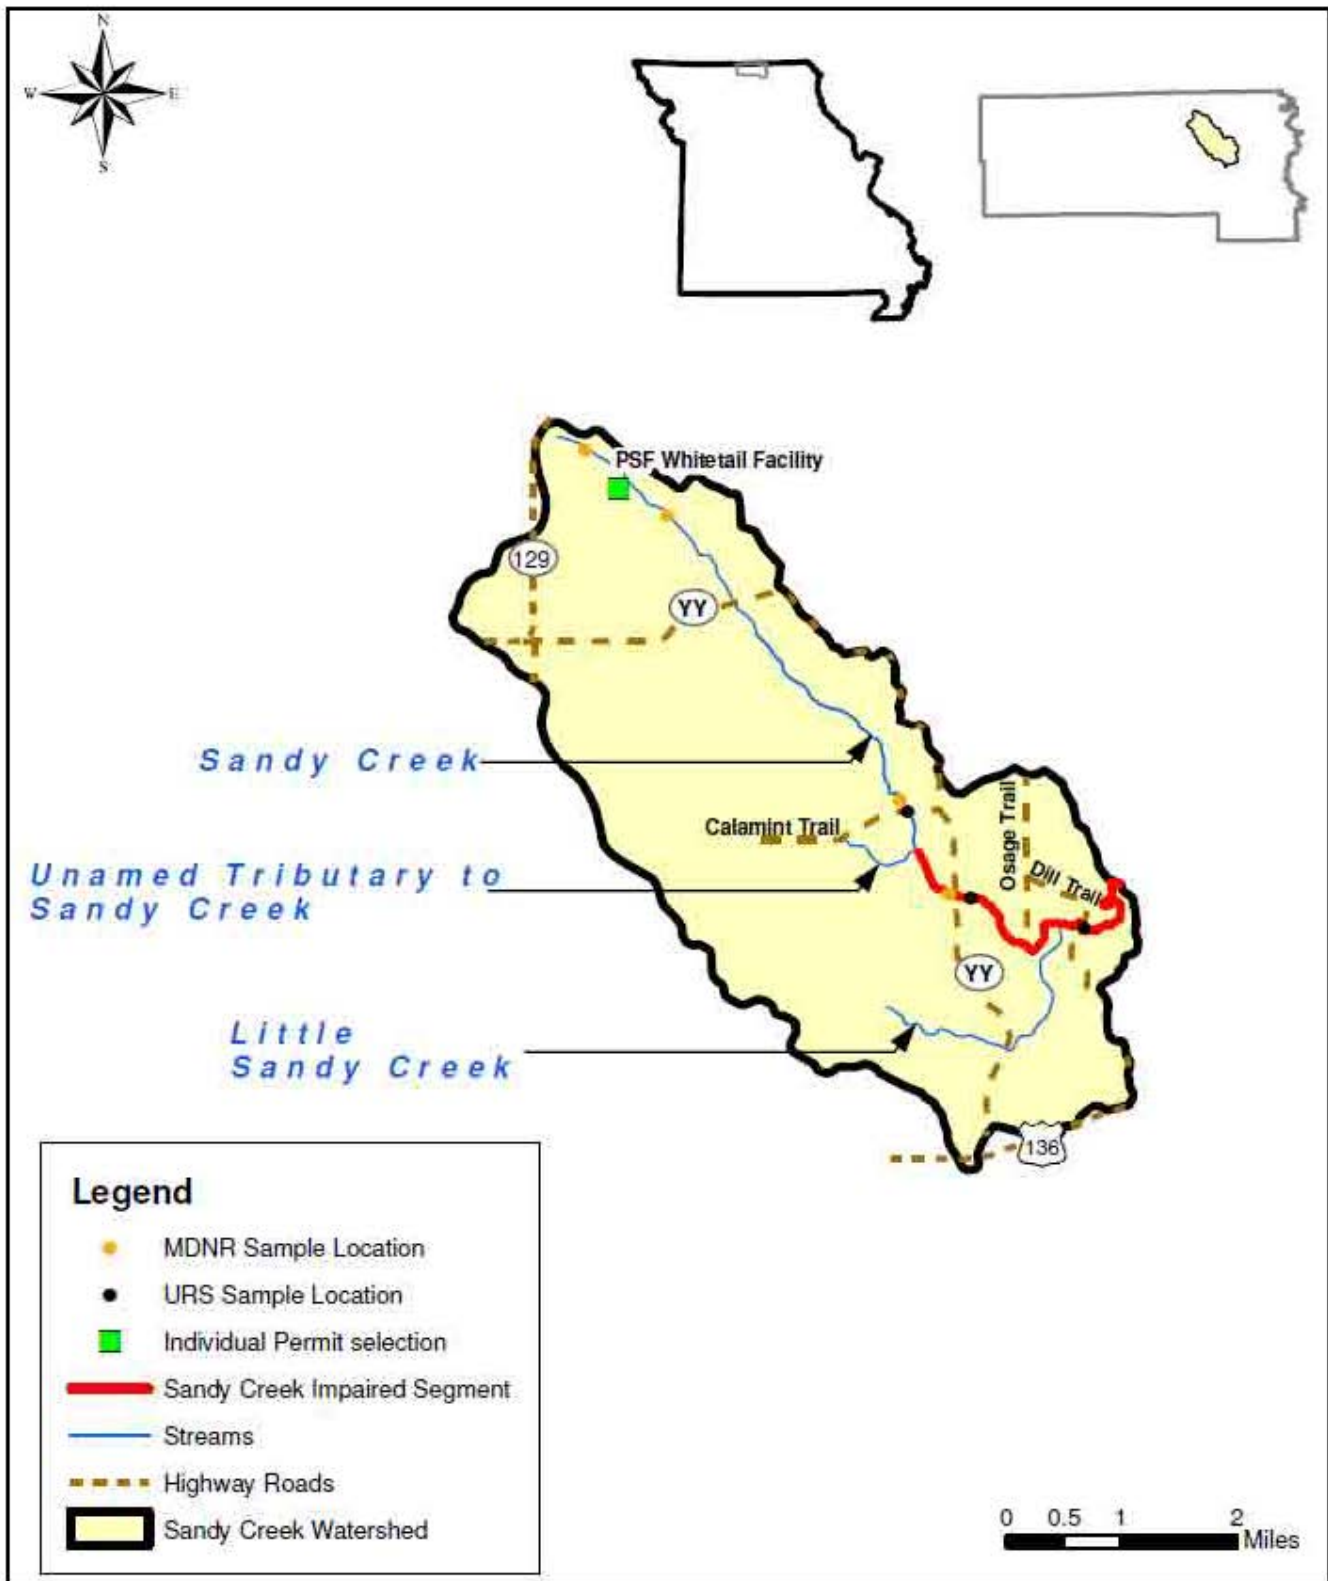 N
W
E
S
PSF Whitetail Facility
129
YY
Sandy Creek
Calamint Trail
Osage Trail
Dill Trail
Unamed Tributary to
Sandy Creek
YY
Little
Sandy Creek
136
Legend
MDNR Sample Location
URS Sample Location
Individual Permit selection
Sandy Creek Impaired Segment
Streams
Highway Roads
Sandy Creek Watershed
0 0.5 1 2
Miles